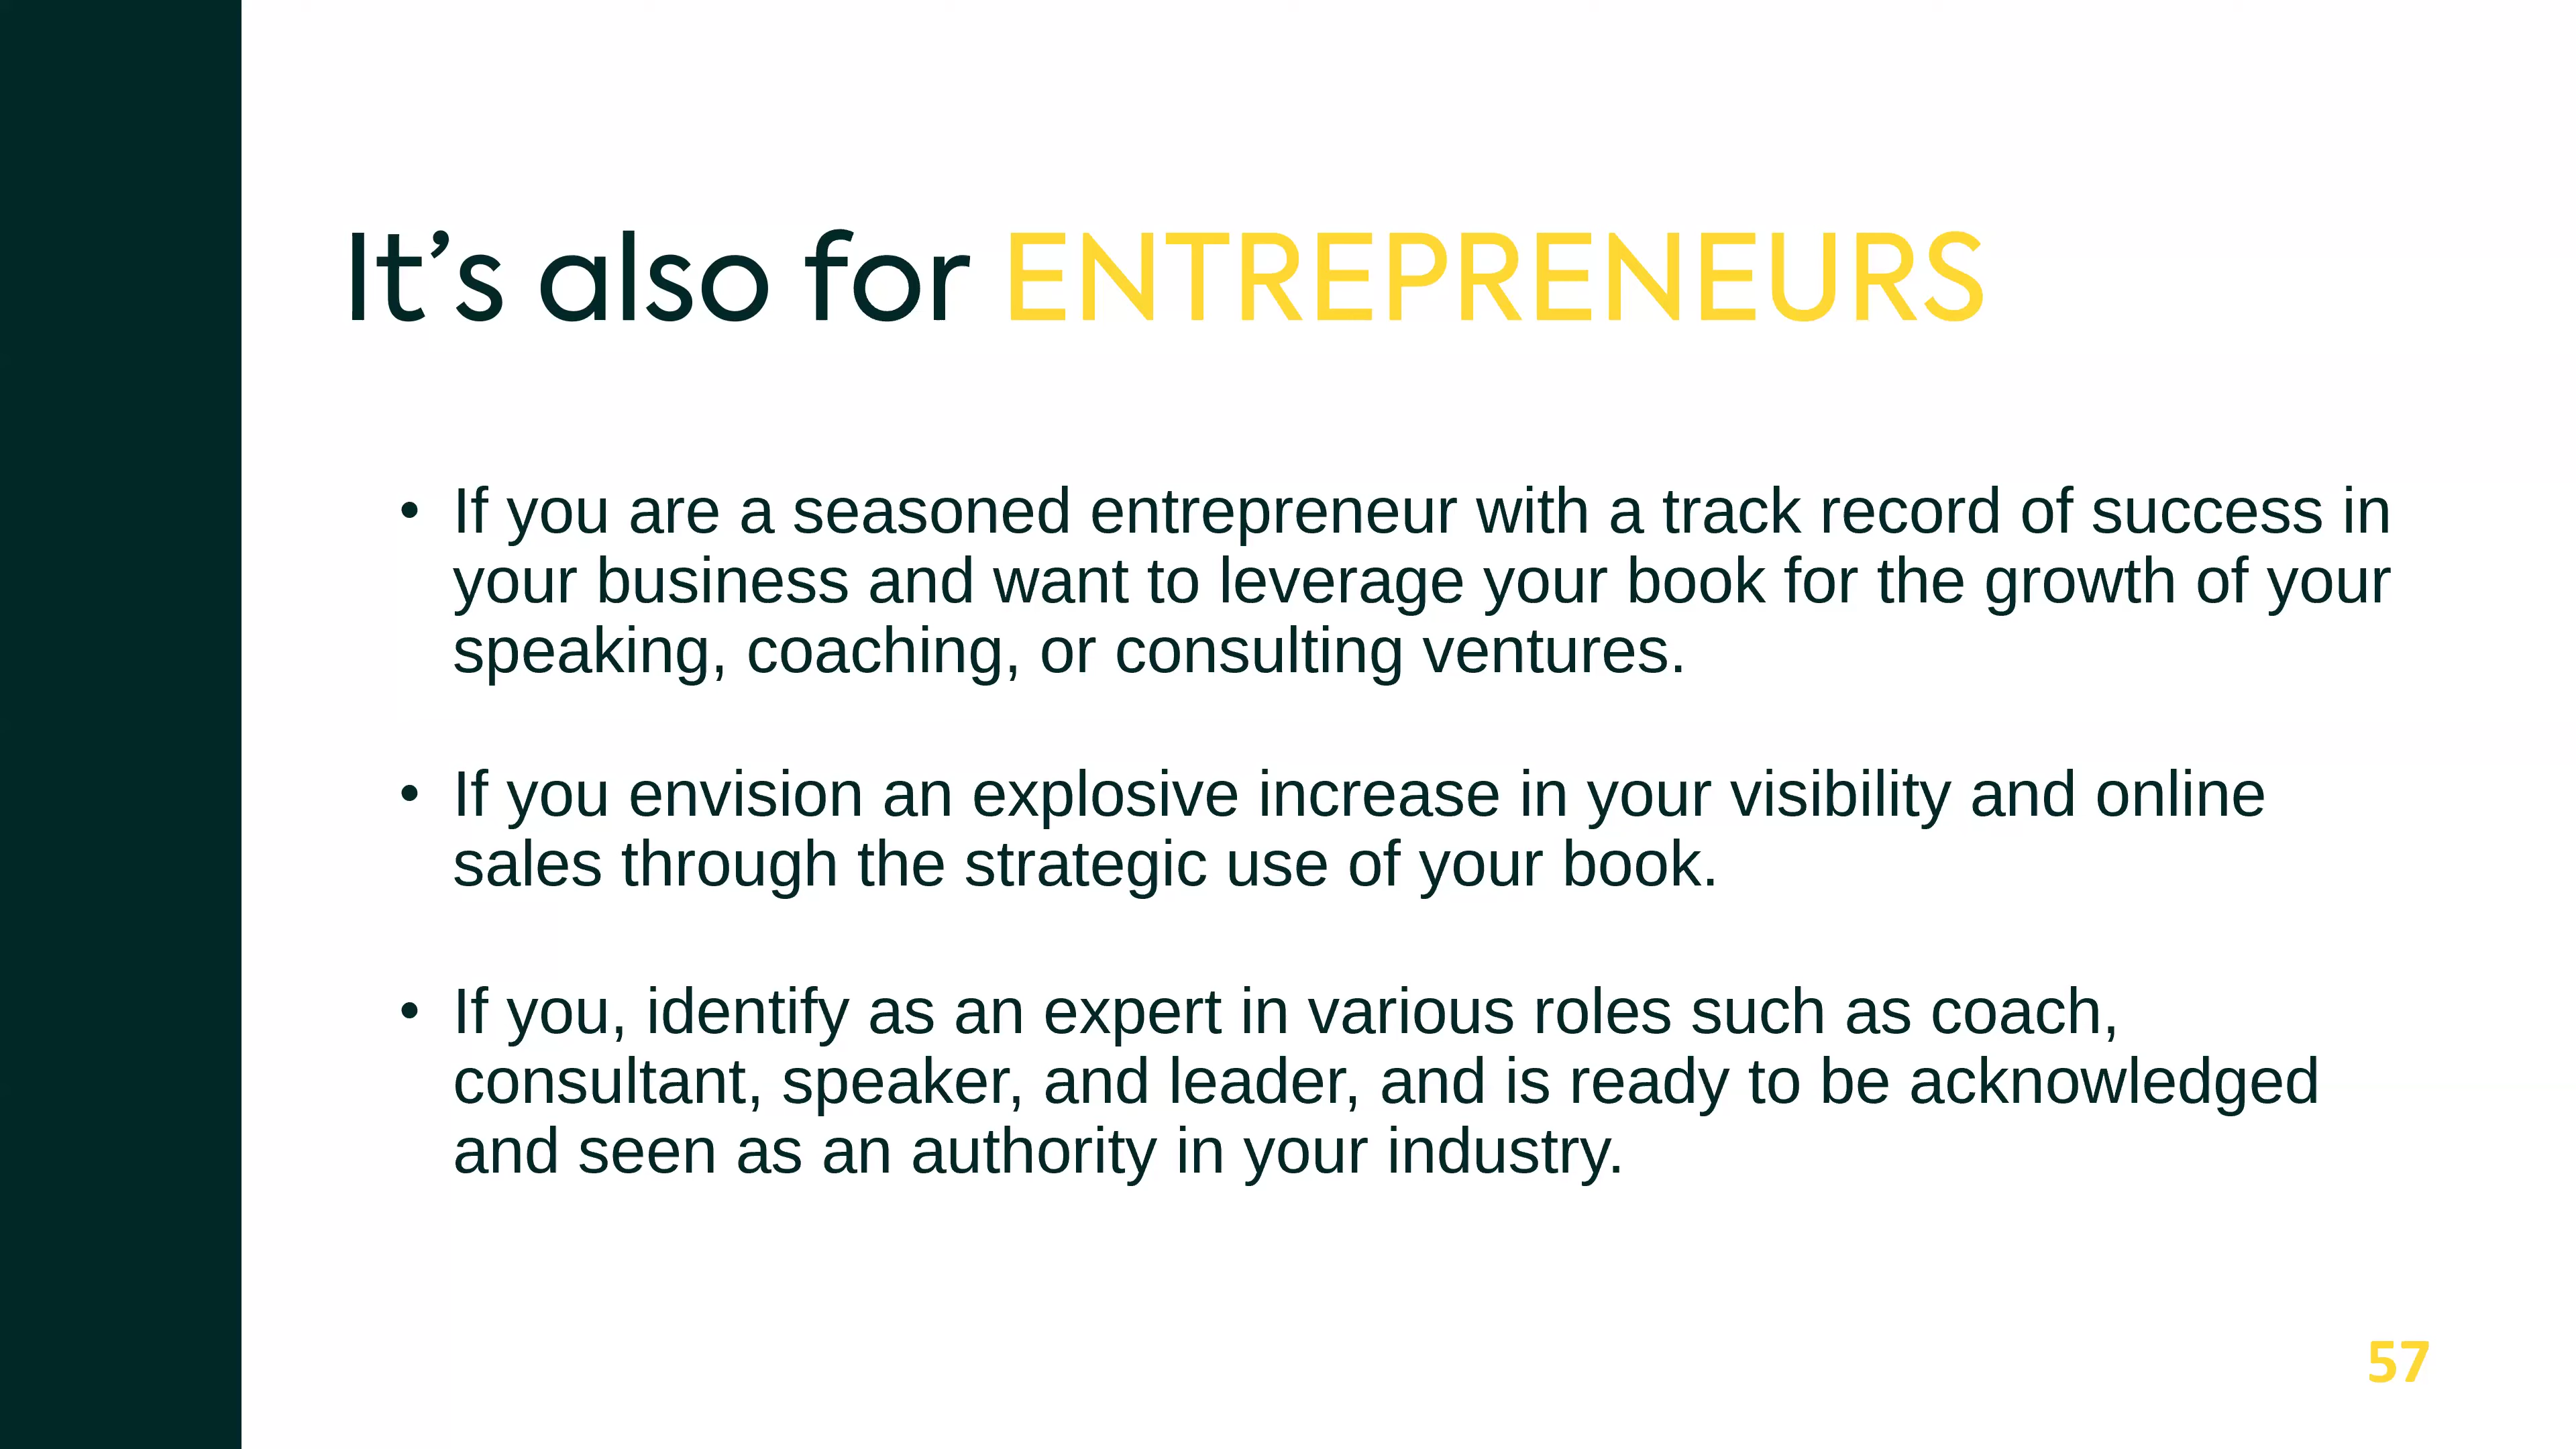 It’s also for ENTREPRENEURS
• If you are a seasoned entrepreneur with a track record of success in
your business and want to leverage your book for the growth of your
speaking, coaching, or consulting ventures.
• If you envision an explosive increase in your visibility and online
sales through the strategic use of your book.
• If you, identify as an expert in various roles such as coach,
consultant, speaker, and leader, and is ready to be acknowledged
and seen as an authority in your industry.
57